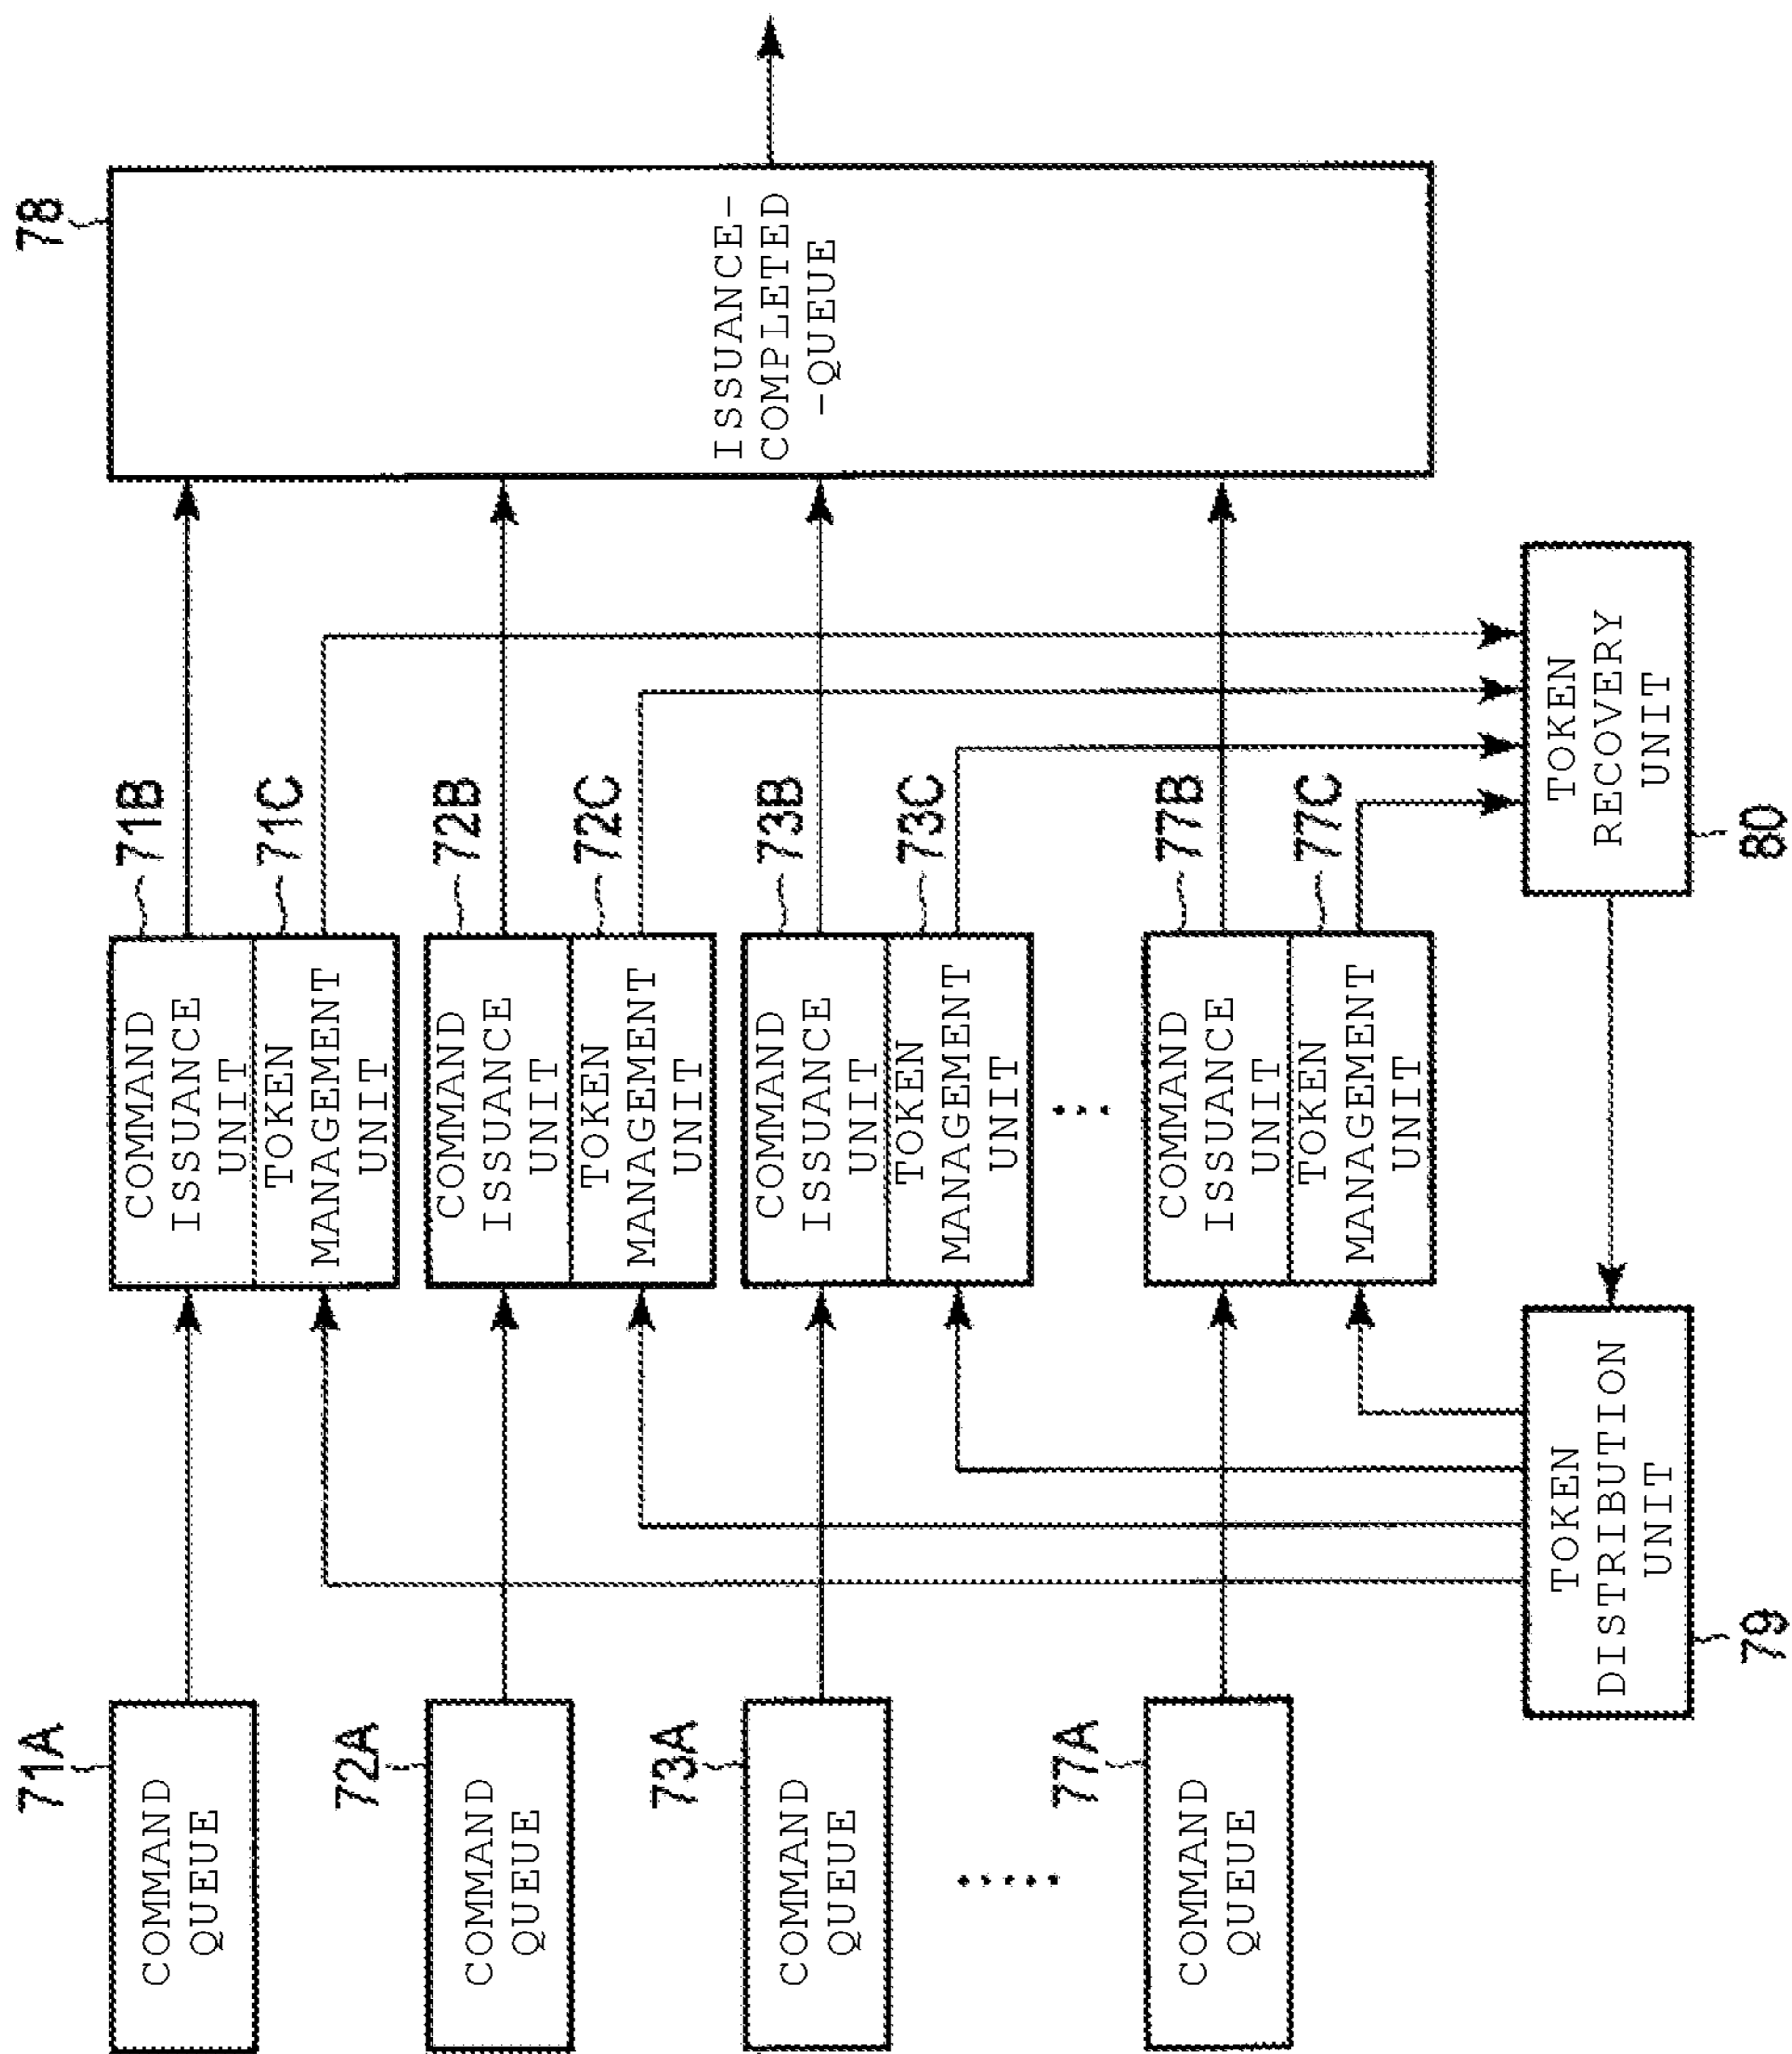 71A
COMMAND
QUEUE
71B
COMMAND
ISSUANCE
UNIT
71C
TOKEN
MANAGEMENT
UNIT
72A
COMMAND
QUEUE
72B
COMMAND
ISSUANCE
UNIT
72C
TOKEN
MANAGEMENT
UNIT
73A
COMMAND
QUEUE
73B
COMMAND
ISSUANCE
UNIT
73C
TOKEN
MANAGEMENT
UNIT
.....
...
77A
COMMAND
QUEUE
77B
COMMAND
ISSUANCE
UNIT
77C
TOKEN
MANAGEMENT
UNIT
78
ISSUANCE-
COMPLETED
-QUEUE
TOKEN
DISTRIBUTION
UNIT
79
TOKEN
RECOVERY
UNIT
80